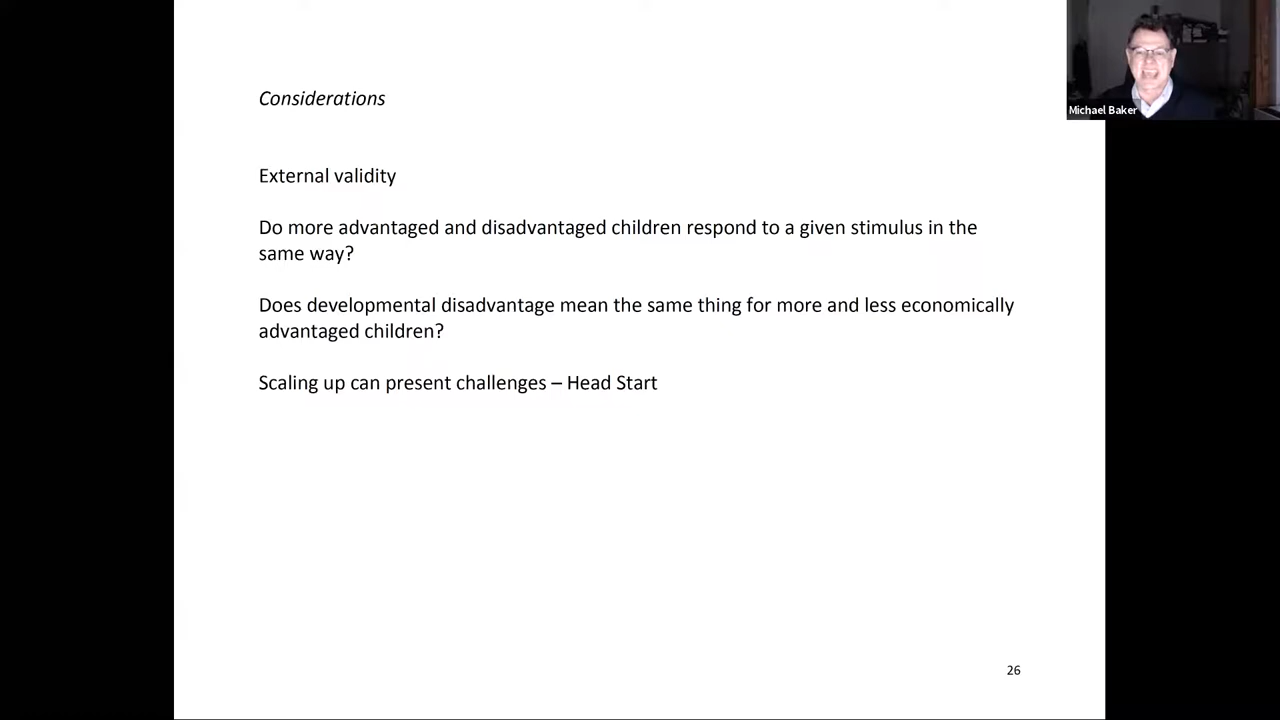 Considerations
Michael Baker
External validity
Do more advantaged and disadvantaged children respond to a given stimulus in the
same way?
Does developmental disadvantage mean the same thing for more and less economically
advantaged children?
Scaling up can present challenges – Head Start
26